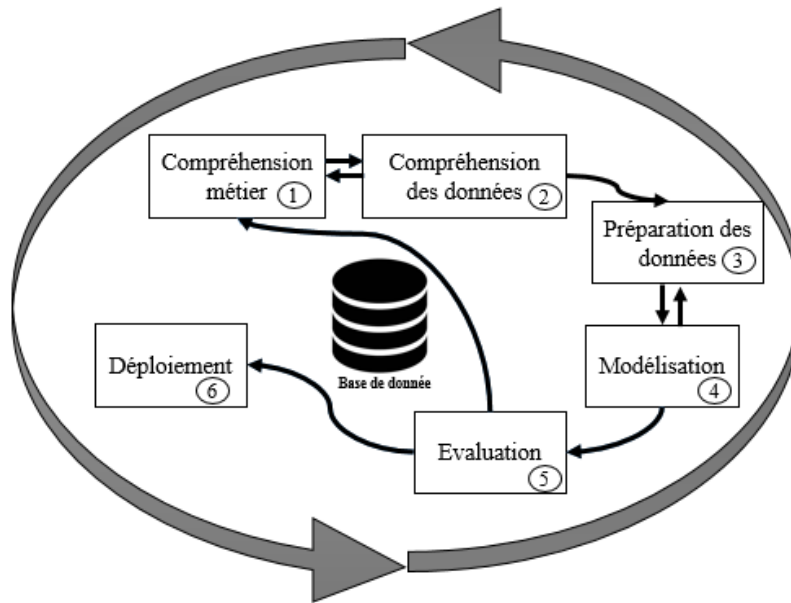 Compréhension
métier 1
Compréhension
des données 2
Préparation des
données 3
Modélisation
4
Evaluation
5
Déploiement
6
Base de donnée